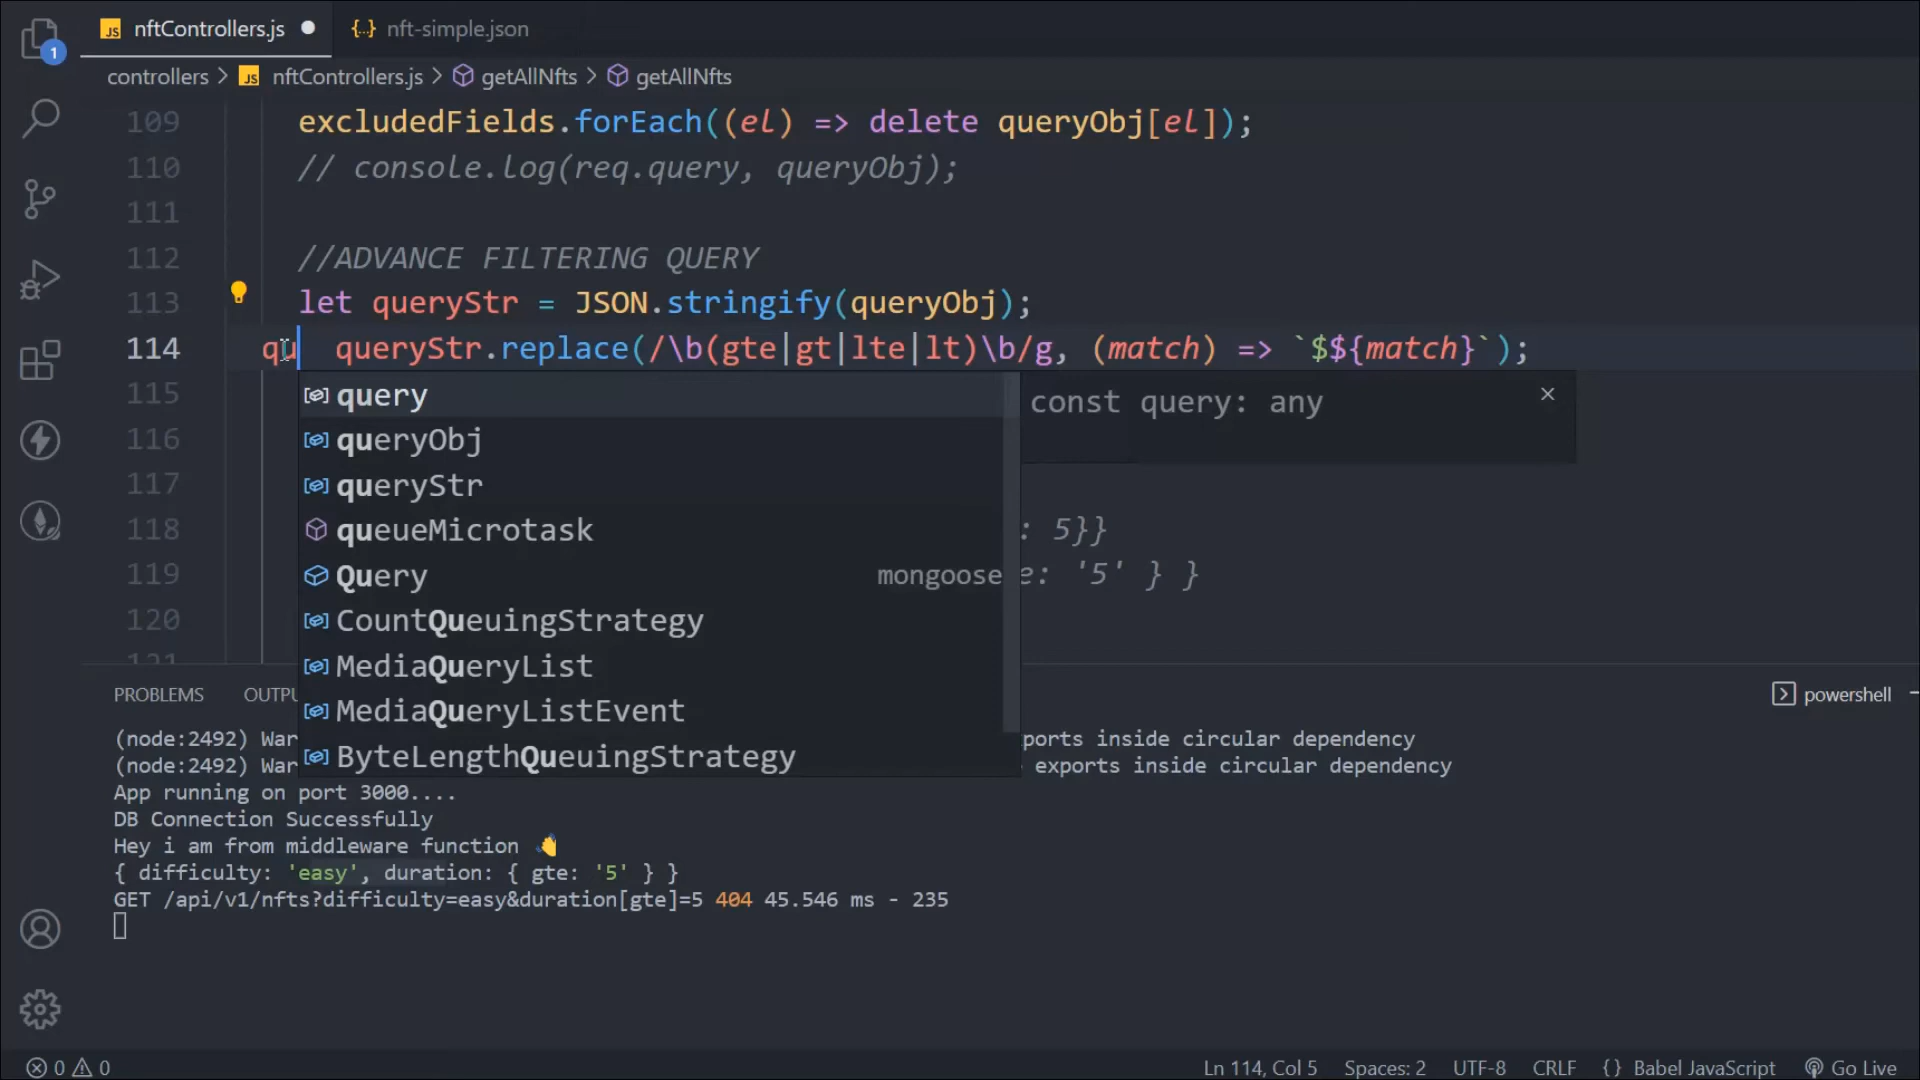 1
JS nftControllers.js ● {..} nft-simple.json
controllers > JS nftControllers.js > getAllNfts > getAllNfts
109 excludedFields.forEach((el) => delete queryObj[el]);
110 // console.log(req.query, queryObj);
111
112 //ADVANCE FILTERING QUERY
113 let queryStr = JSON.stringify(queryObj);
114 qu queryStr.replace(/\b(gte|gt|lte|lt)\b/g, (match) => `$${match}`);
115 query const query: any ×
116 queryObj
117 queryStr
118 queueMicrotask : 5}}
119 Query mongoose e: '5' } }
120 CountQueuingStrategy
121 MediaQueryList
MediaQueryListEvent
ByteLengthQueuingStrategy
PROBLEMS OUTPU powershell
(node:2492) War ports inside circular dependency
(node:2492) War exports inside circular dependency
App running on port 3000....
DB Connection Successfully
Hey i am from middleware function 👋
{ difficulty: 'easy', duration: { gte: '5' } }
GET /api/v1/nfts?difficulty=easy&duration[gte]=5 404 45.546 ms - 235
0 0 Ln 114, Col 5 Spaces: 2 UTF-8 CRLF {} Babel JavaScript Go Live